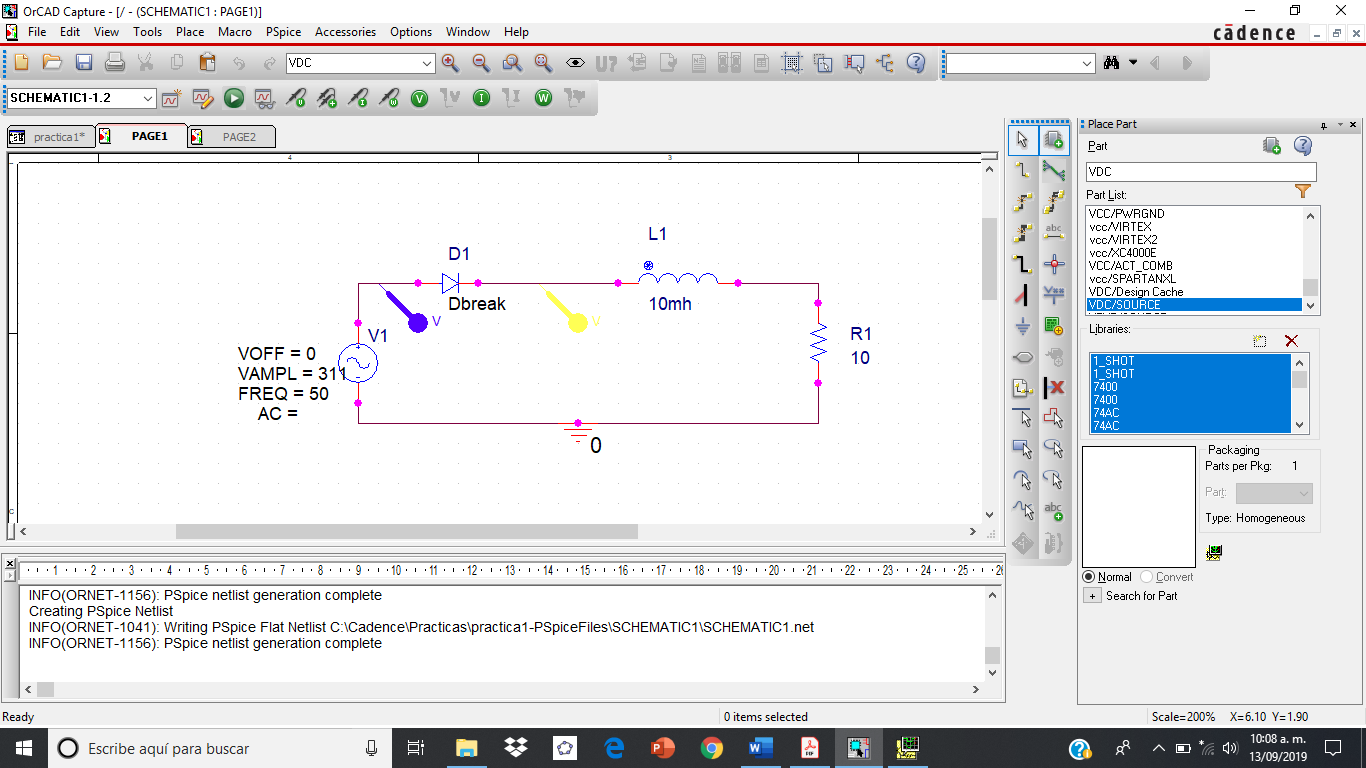 OrCAD Capture - [/ - (SCHEMATIC1 : PAGE1)]
File Edit View Tools Place Macro PSpice Accessories Options Window Help
cādence
VDC
SCHEMATIC1-1.2
practica1* PAGE1 PAGE2
4 3
L1
D1
Dbreak
10mh
V
V
V1
R1
10
VOFF = 0
VAMPL = 311
FREQ = 50
AC =
0
C
1 2 3 4 5 6 7 8 9 10 11 12 13 14 15 16 17 18 19 20 21 22 23 24 25 26
INFO(ORNET-1156): PSpice netlist generation complete
Creating PSpice Netlist
INFO(ORNET-1041): Writing PSpice Flat Netlist C:\Cadence\Practicas\practica1-PSpiceFiles\SCHEMATIC1\SCHEMATIC1.net
INFO(ORNET-1156): PSpice netlist generation complete
Place Part
Part
VDC
Part List:
VCC/PWRGND
vcc/VIRTEX
vcc/VIRTEX2
vcc/XC4000E
VCC/ACT_COMB
vcc/SPARTANXL
VDC/Design Cache
VDC/SOURCE
Libraries:
1_SHOT
1_SHOT
7400
7400
74AC
74AC
Packaging
Parts per Pkg: 1
Part:
Type: Homogeneous
Normal Convert
+ Search for Part
Ready
0 items selected
Scale=200% X=6.10 Y=1.90
Escribe aquí para buscar
10:08 a. m.
13/09/2019